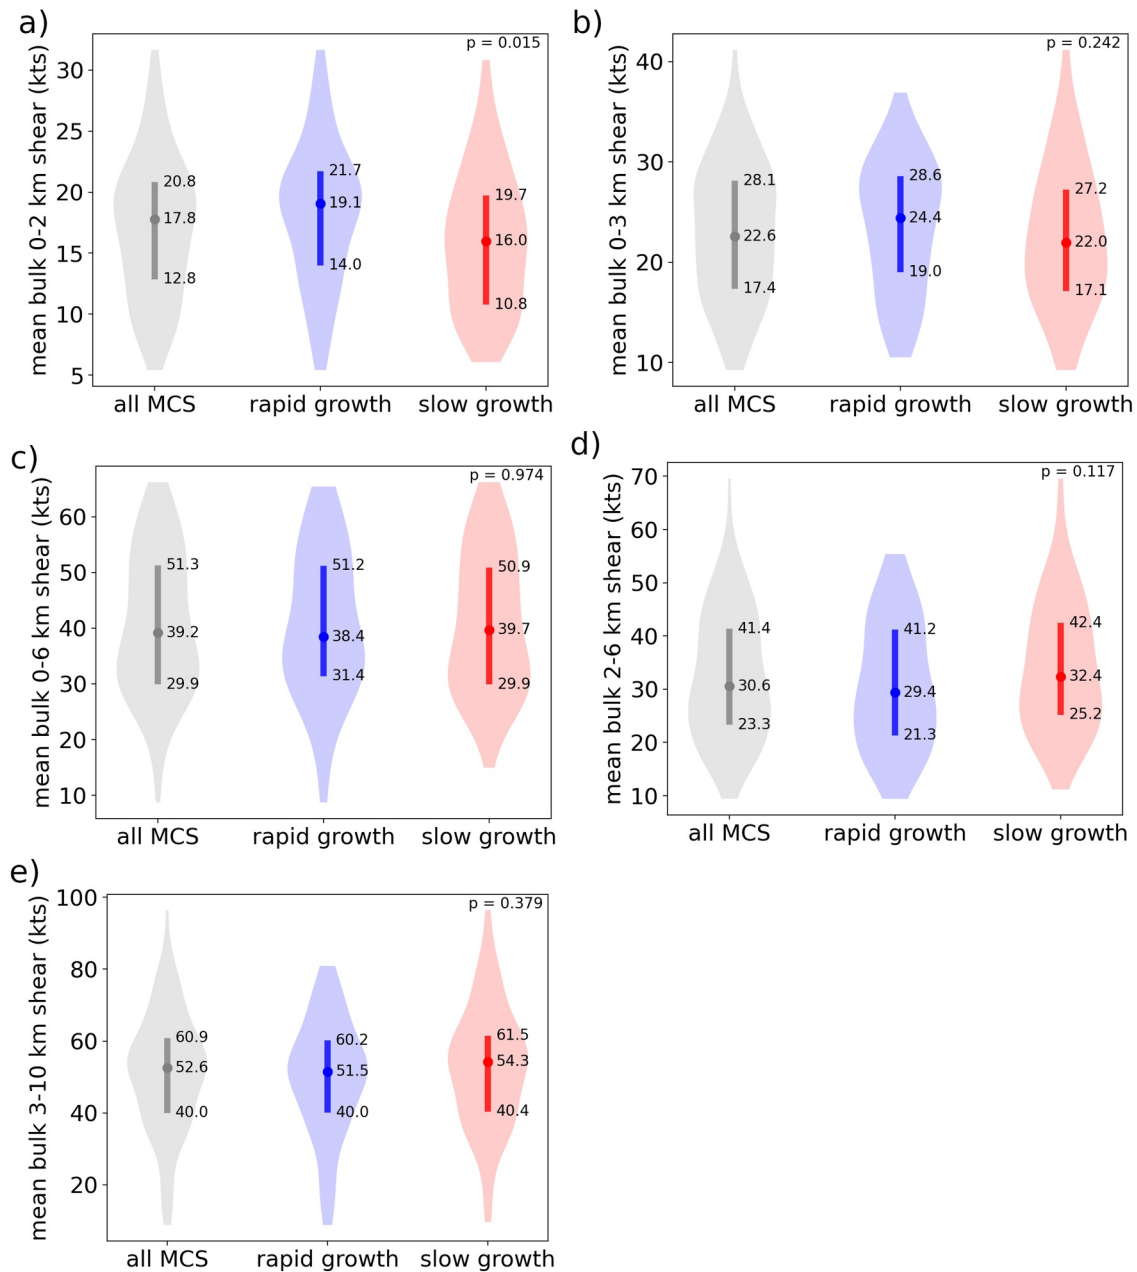 a)
mean bulk 0-2 km shear (kts)
p = 0.015
30
25
20
15
10
5
20.8
17.8
12.8
21.7
19.1
14.0
19.7
16.0
10.8
all MCS
rapid growth
slow growth
b)
mean bulk 0-3 km shear (kts)
p = 0.242
40
30
20
10
28.1
22.6
17.4
28.6
24.4
19.0
27.2
22.0
17.1
all MCS
rapid growth
slow growth
c)
mean bulk 0-6 km shear (kts)
p = 0.974
60
50
40
30
20
10
51.3
39.2
29.9
51.2
38.4
31.4
50.9
39.7
29.9
all MCS
rapid growth
slow growth
d)
mean bulk 2-6 km shear (kts)
p = 0.117
70
60
50
40
30
20
10
41.4
30.6
23.3
41.2
29.4
21.3
42.4
32.4
25.2
all MCS
rapid growth
slow growth
e)
mean bulk 3-10 km shear (kts)
p = 0.379
100
80
60
40
20
60.9
52.6
40.0
60.2
51.5
40.0
61.5
54.3
40.4
all MCS
rapid growth
slow growth